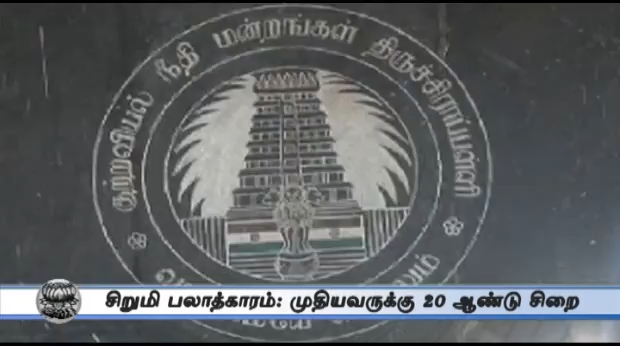 குற்றவியல் நீதி மன்றங்கள் திருச்சிராப்பள்ளி
சிறுமி பலாத்காரம்: முதியவருக்கு 20 ஆண்டு சிறை